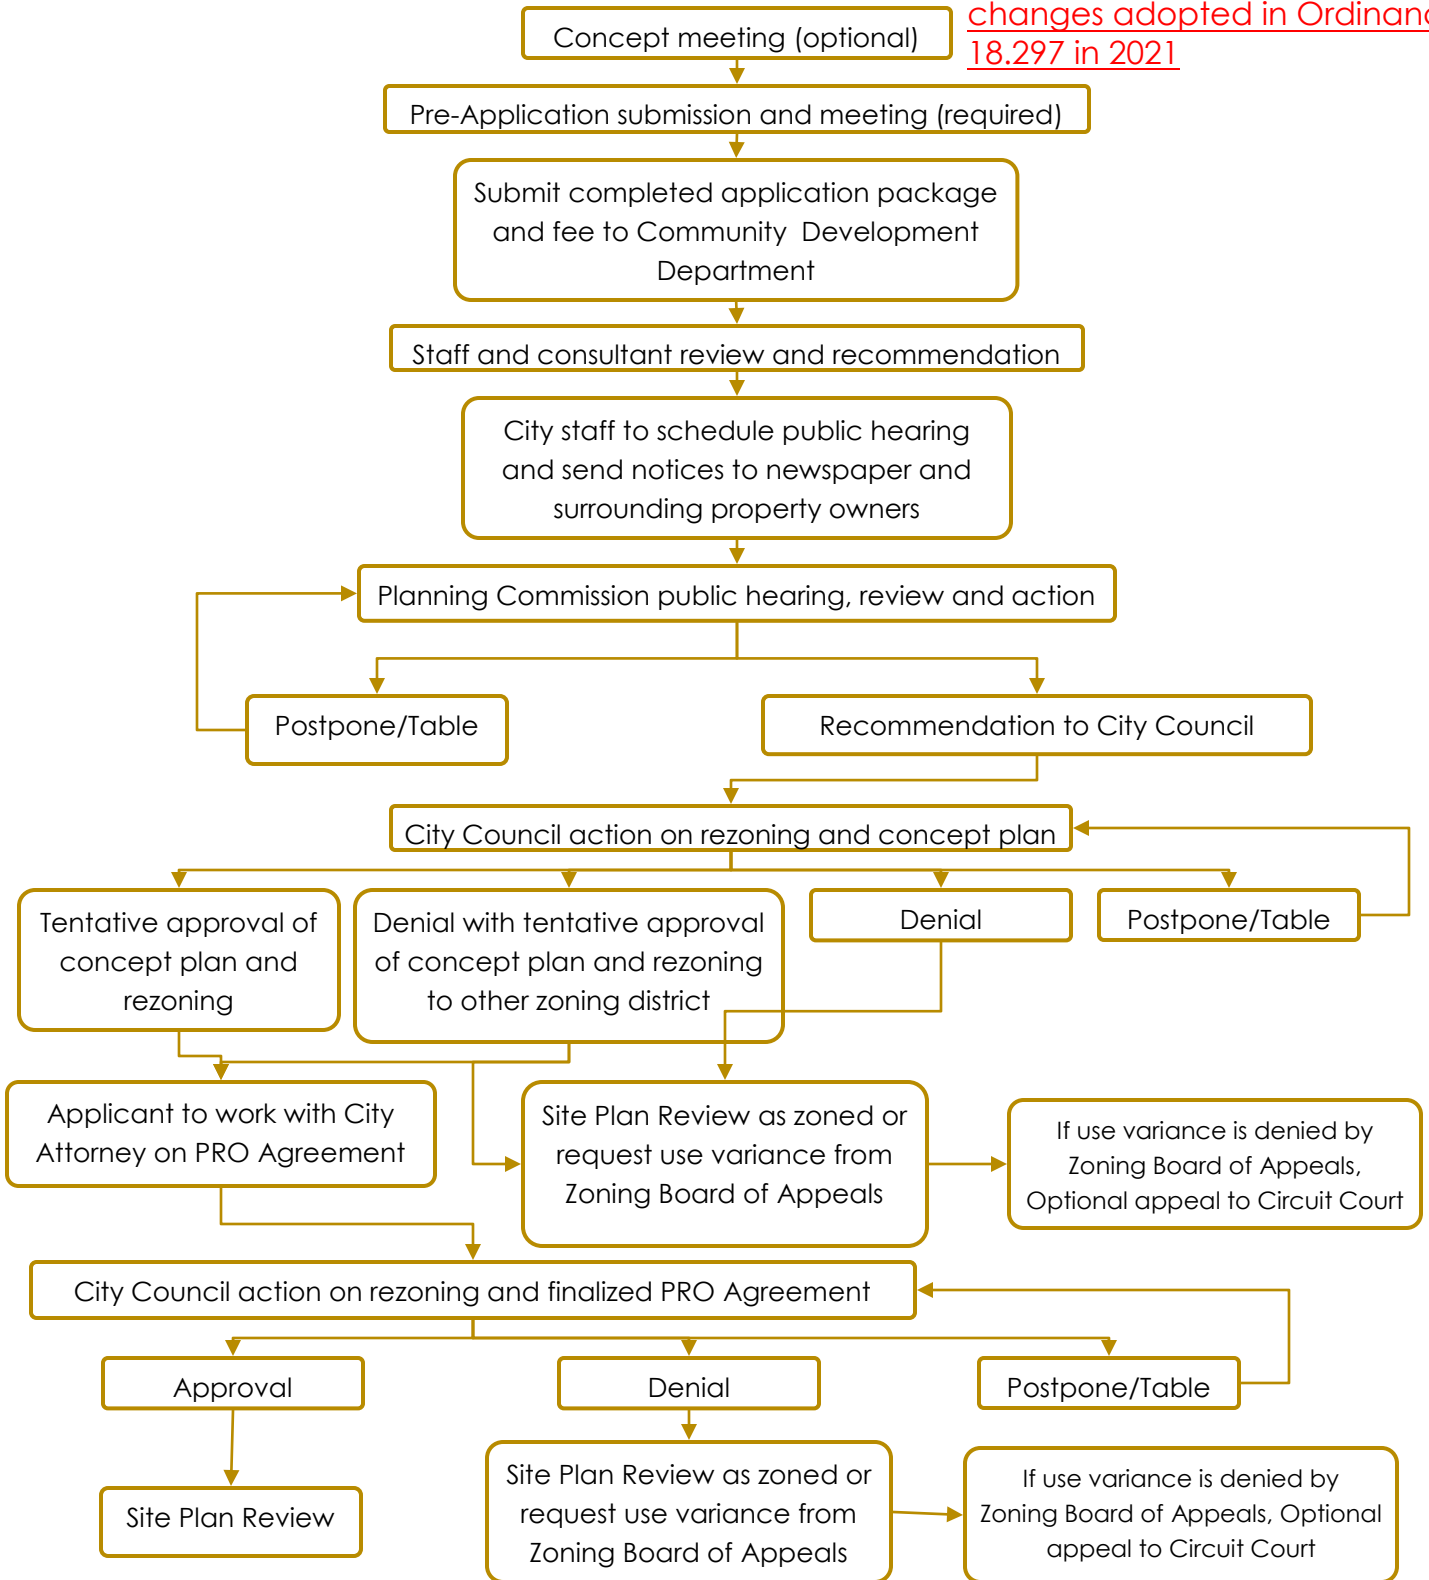 changes adopted in
18.297 in 2021
Concept meeting (optional)
Pre-Application submission and meeting (required)
Submit completed application package
and fee to Community Development
Department
Staff and consultant review and recommendation
City staff to schedule public hearing
and send notices to newspaper and
surrounding property owners
Planning Commission public hearing, review and action
Postpone/Table
Recommendation to City Council
City Council action on rezoning and concept plan
Tentative approval of
concept plan and
rezoning
Denial with tentative approval
of concept plan and rezoning
to other zoning district
Denial
Postpone/Table
Applicant to work with City
Attorney on PRO Agreement
Site Plan Review as zoned or
request use variance from
Zoning Board of Appeals
If use variance is denied by
Zoning Board of Appeals,
Optional appeal to Circuit Court
City Council action on rezoning and finalized PRO Agreement
Approval
Denial
Postpone/Table
Site Plan Review
Site Plan Review as zoned or
request use variance from
Zoning Board of Appeals
If use variance is denied by
Zoning Board of Appeals, Optional
appeal to Circuit Court